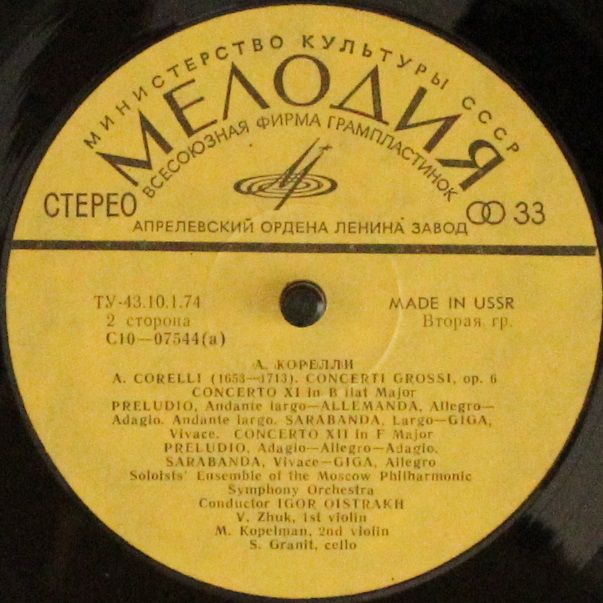 МИНИСТЕРСТВО КУЛЬТУРЫ СССР
МЕЛОДИЯ
ВСЕСОЮЗНАЯ ФИРМА ГРАМПЛАСТИНОК
СТЕРЕО
33
АПРЕЛЕВСКИЙ ОРДЕНА ЛЕНИНА ЗАВОД
ТУ-43.10.1.74
MADE IN USSR
2 сторона
Вторая гр.
С10—07544(а)
А. КОРЕЛЛИ
A. CORELLI (1653—1713). CONCERTI GROSSI, op. 6
CONCERTO XI in B flat Major
PRELUDIO, Andante largo—ALLEMANDA, Allegro—
Adagio. Andante largo. SARABANDA, Largo—GIGA,
Vivace. CONCERTO XII in F Major
PRELUDIO, Adagio—Allegro—Adagio.
SARABANDA, Vivace—GIGA, Allegro
Soloists' Ensemble of the Moscow Philharmonic
Symphony Orchestra
Conductor IGOR OISTRAKH
V. Zhuk, 1st violin
M. Kopelman, 2nd violin
S. Granit, cello